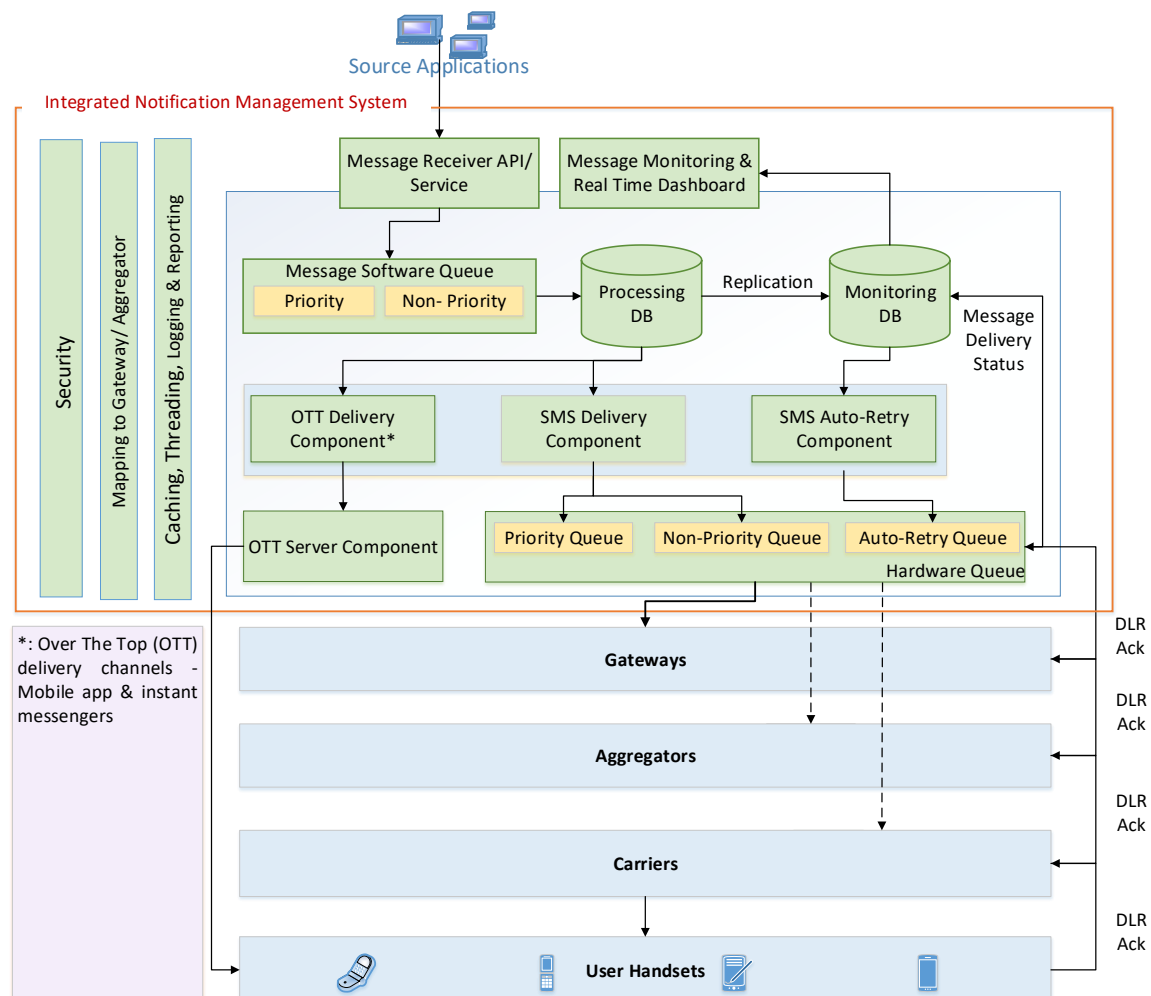 Source Applications
Integrated Notification Management System
Security
Mapping to Gateway/ Aggregator
Caching, Threading, Logging & Reporting
Message Receiver API/
Service
Message Monitoring &
Real Time Dashboard
Message Software Queue
Priority
Non- Priority
Processing
DB
Replication
Monitoring
DB
Message
Delivery
Status
OTT Delivery
Component*
SMS Delivery
Component
SMS Auto-Retry
Component
OTT Server Component
Priority Queue
Non-Priority Queue
Auto-Retry Queue
Hardware Queue
*: Over The Top (OTT)
delivery channels -
Mobile app & instant
messengers
Gateways
DLR
Ack
Aggregators
DLR
Ack
Carriers
DLR
Ack
User Handsets
DLR
Ack